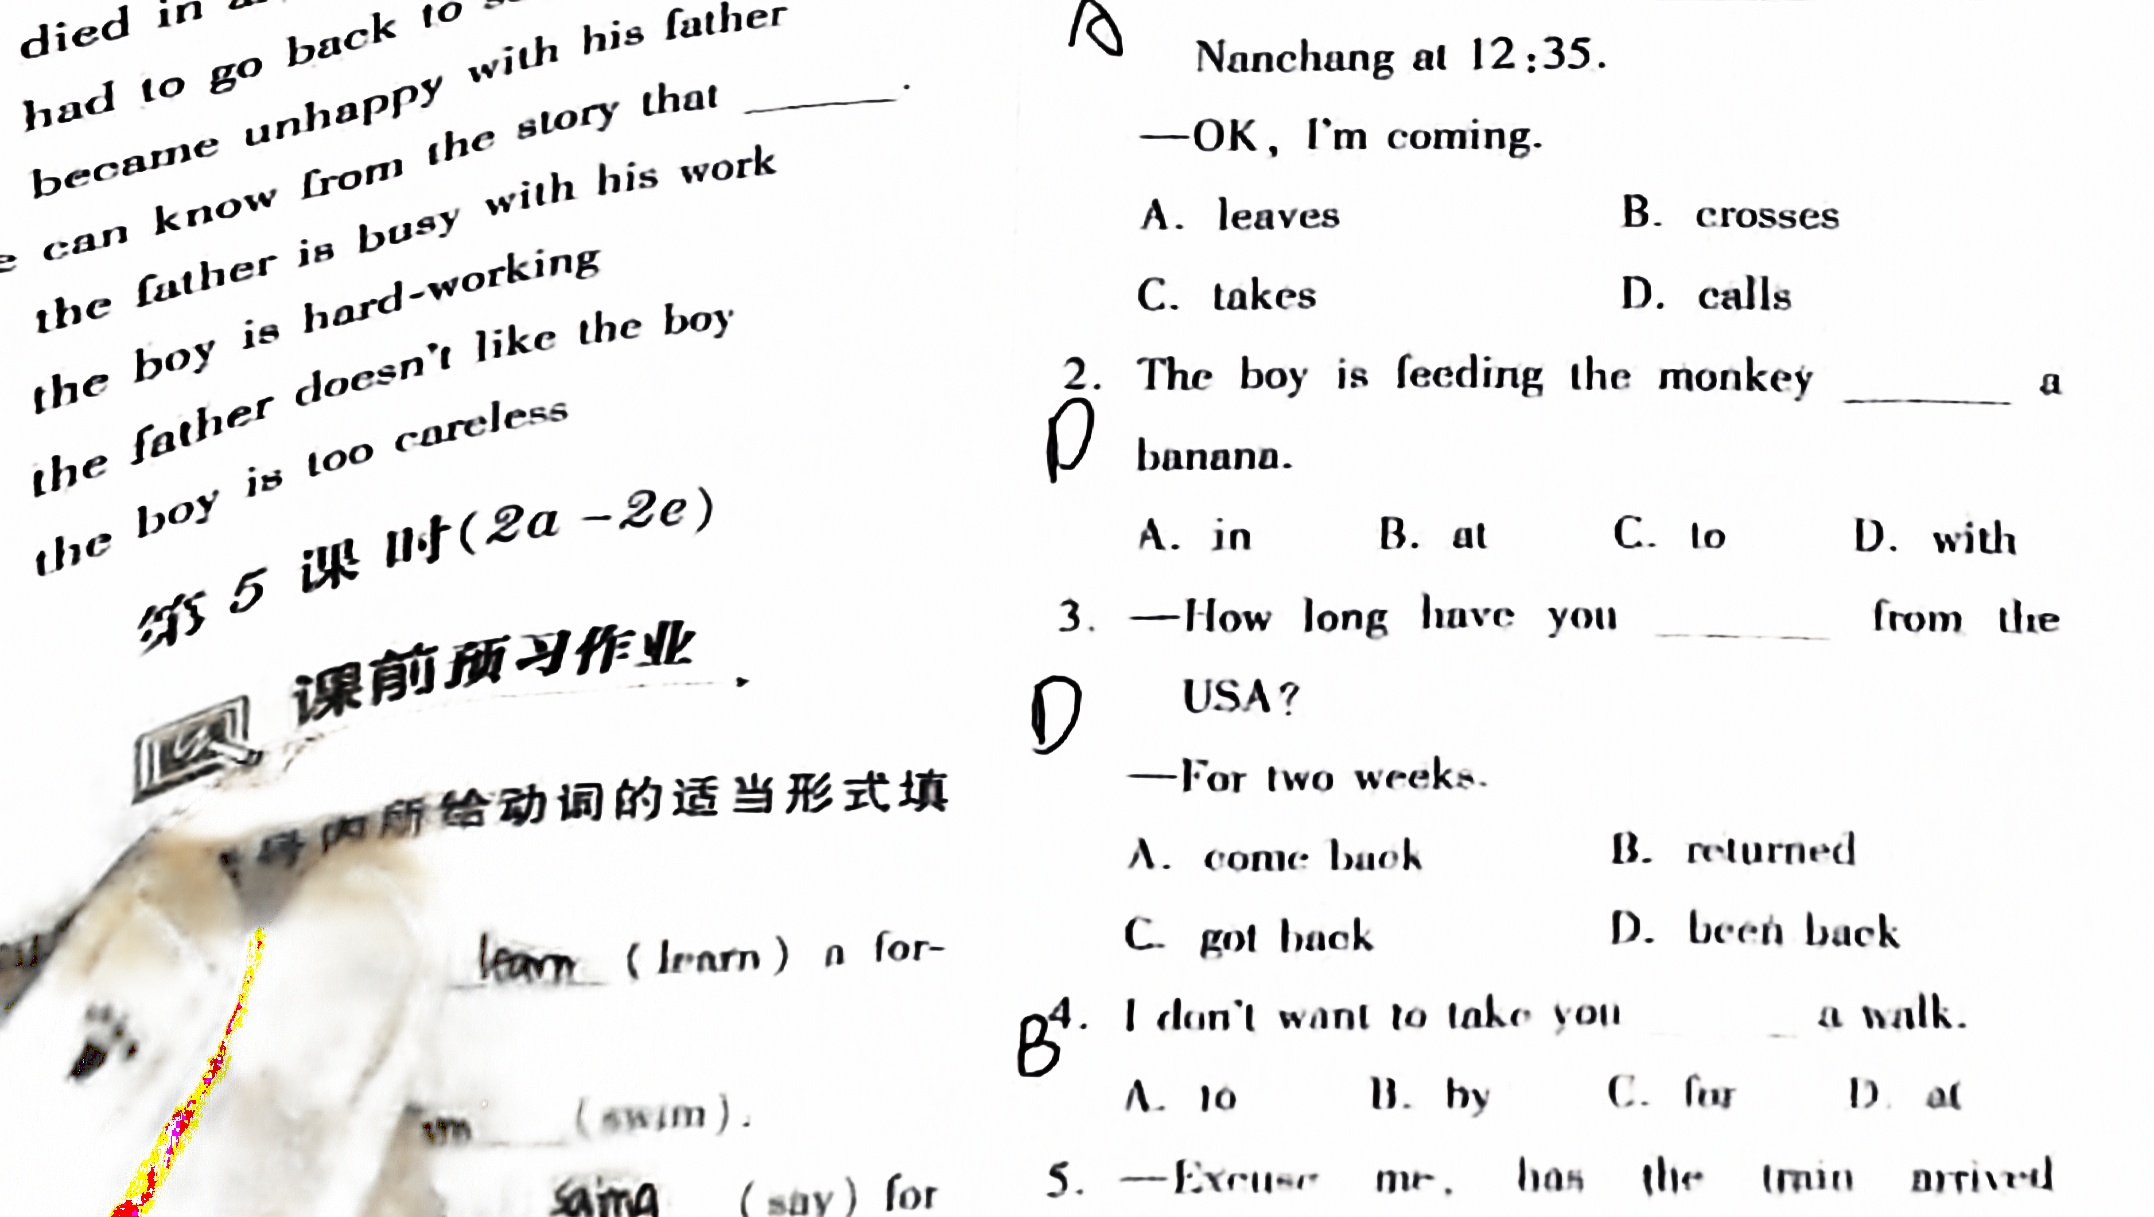 died in
had to go back to
became unhappy with his father
can know from the story that ______.
the father is busy with his work
the boy is hard-working
the father doesn't like the boy
the boy is too careless
第5课时(2a-2e)
课前预习作业
号内所给动词的适当形式填
learn (learn) a for-
(swim).
saing (say) for
A
Nanchang at 12:35.
—OK, I'm coming.
A. leaves B. crosses
C. takes D. calls
2. The boy is feeding the monkey ______ a
D
banana.
A. in B. at C. to D. with
3. —How long have you ______ from the
D
USA?
—For two weeks.
A. come back B. returned
C. got back D. been back
B
4. I don't want to take you ______ a walk.
A. to B. by C. for D. at
5. —Excuse me, has the train arrived